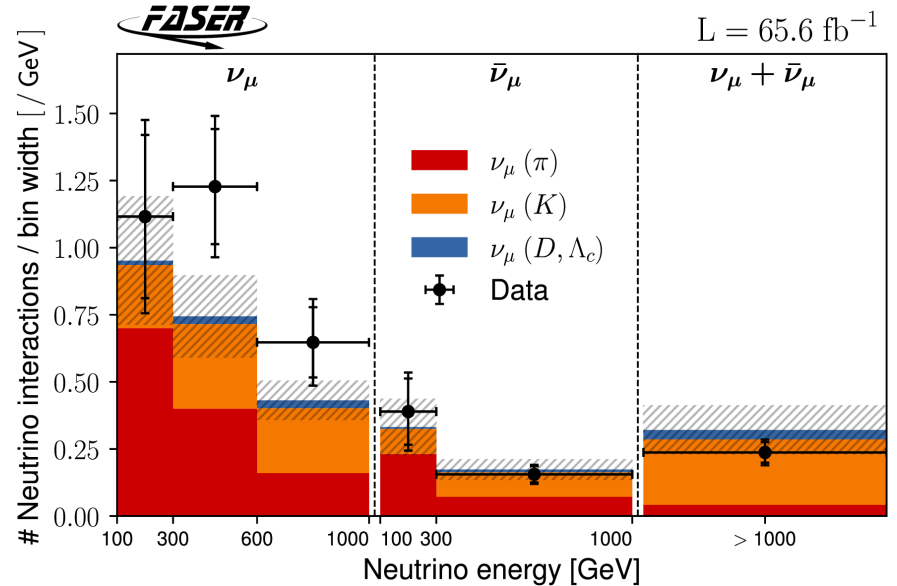 FASER
L = 65.6 fb⁻¹
# Neutrino interactions / bin width [ / GeV]
ν_μ
ν̄_μ
ν_μ + ν̄_μ
1.50
1.25
1.00
0.75
0.50
0.25
0.00
ν_μ (π)
ν_μ (K)
ν_μ (D, Λ_c)
Data
100 300 600 1000 100 300 1000 > 1000
Neutrino energy [GeV]